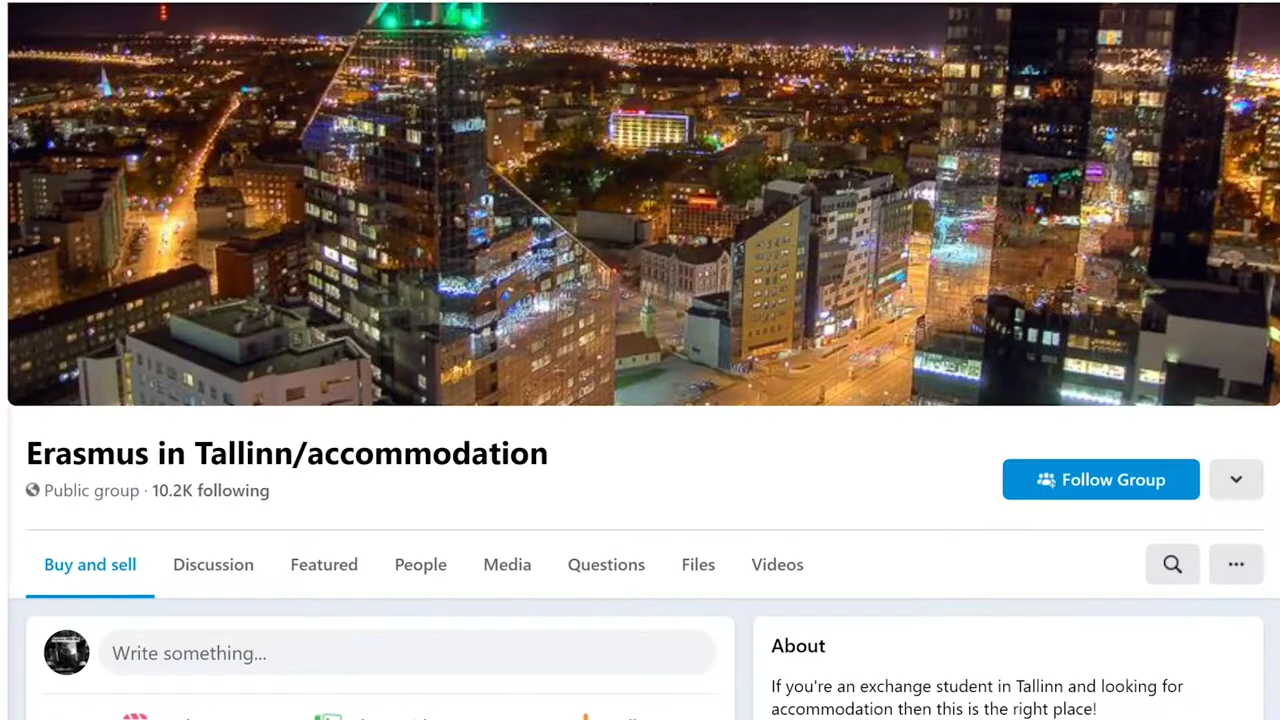 Erasmus in Tallinn/accommodation
Public group · 10.2K following
Follow Group
Buy and sell Discussion Featured People Media Questions Files Videos
Write something...
About
If you're an exchange student in Tallinn and looking for
accommodation then this is the right place!